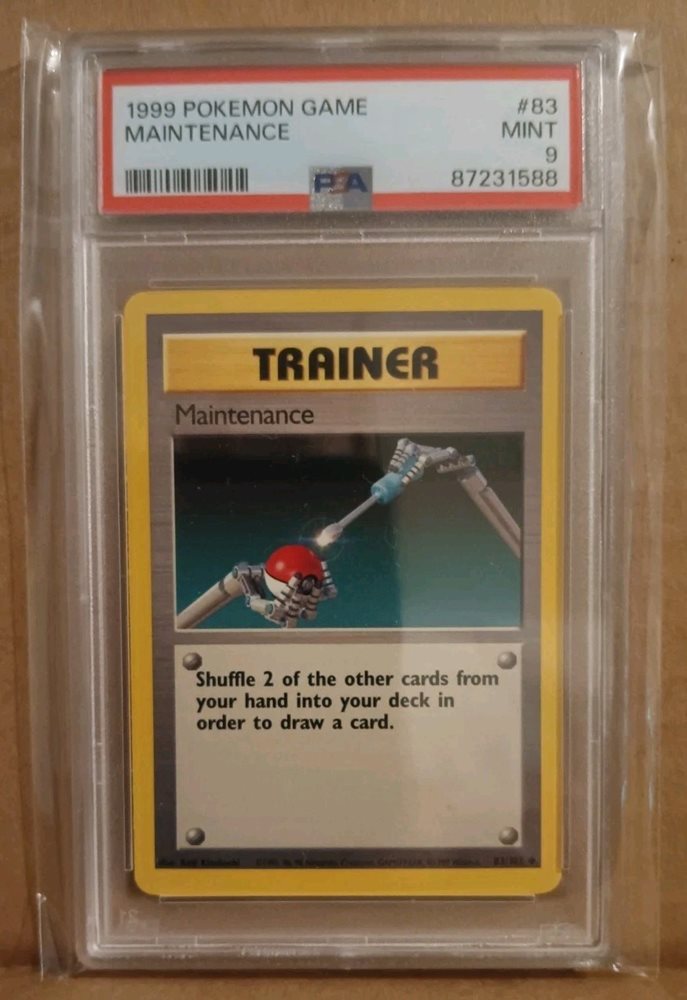 1999 POKEMON GAME #83
MAINTENANCE MINT
9
PSA 87231588
TRAINER
Maintenance
Shuffle 2 of the other cards from
your hand into your deck in
order to draw a card.